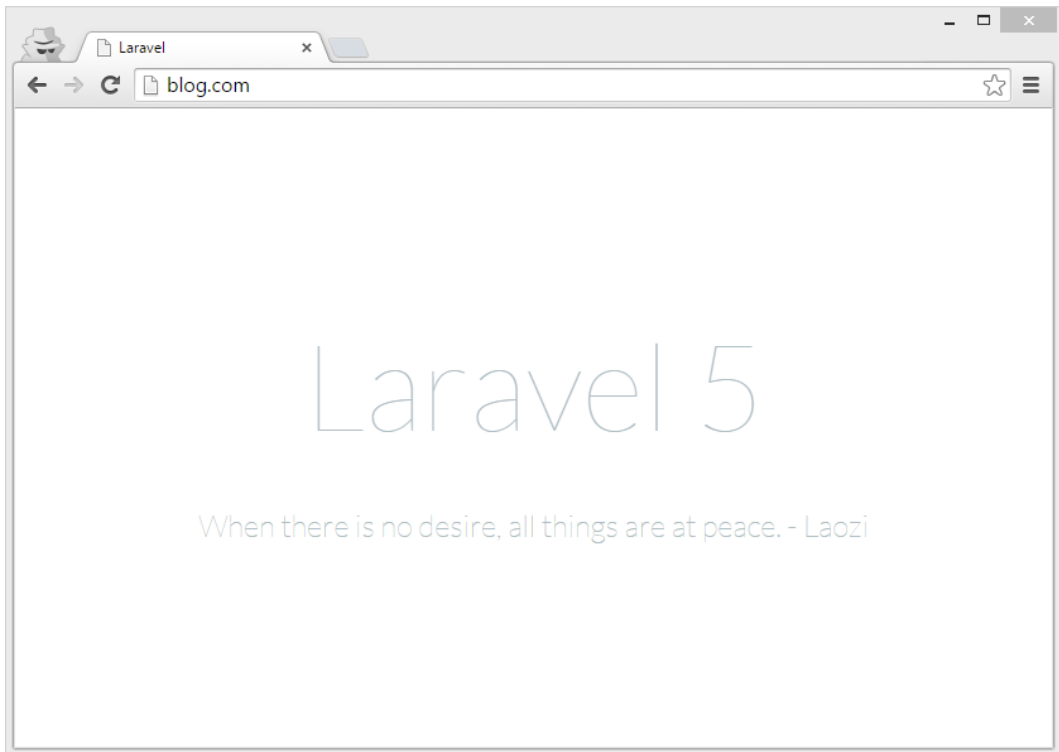 Laravel
blog.com
Laravel 5
When there is no desire, all things are at peace. - Laozi